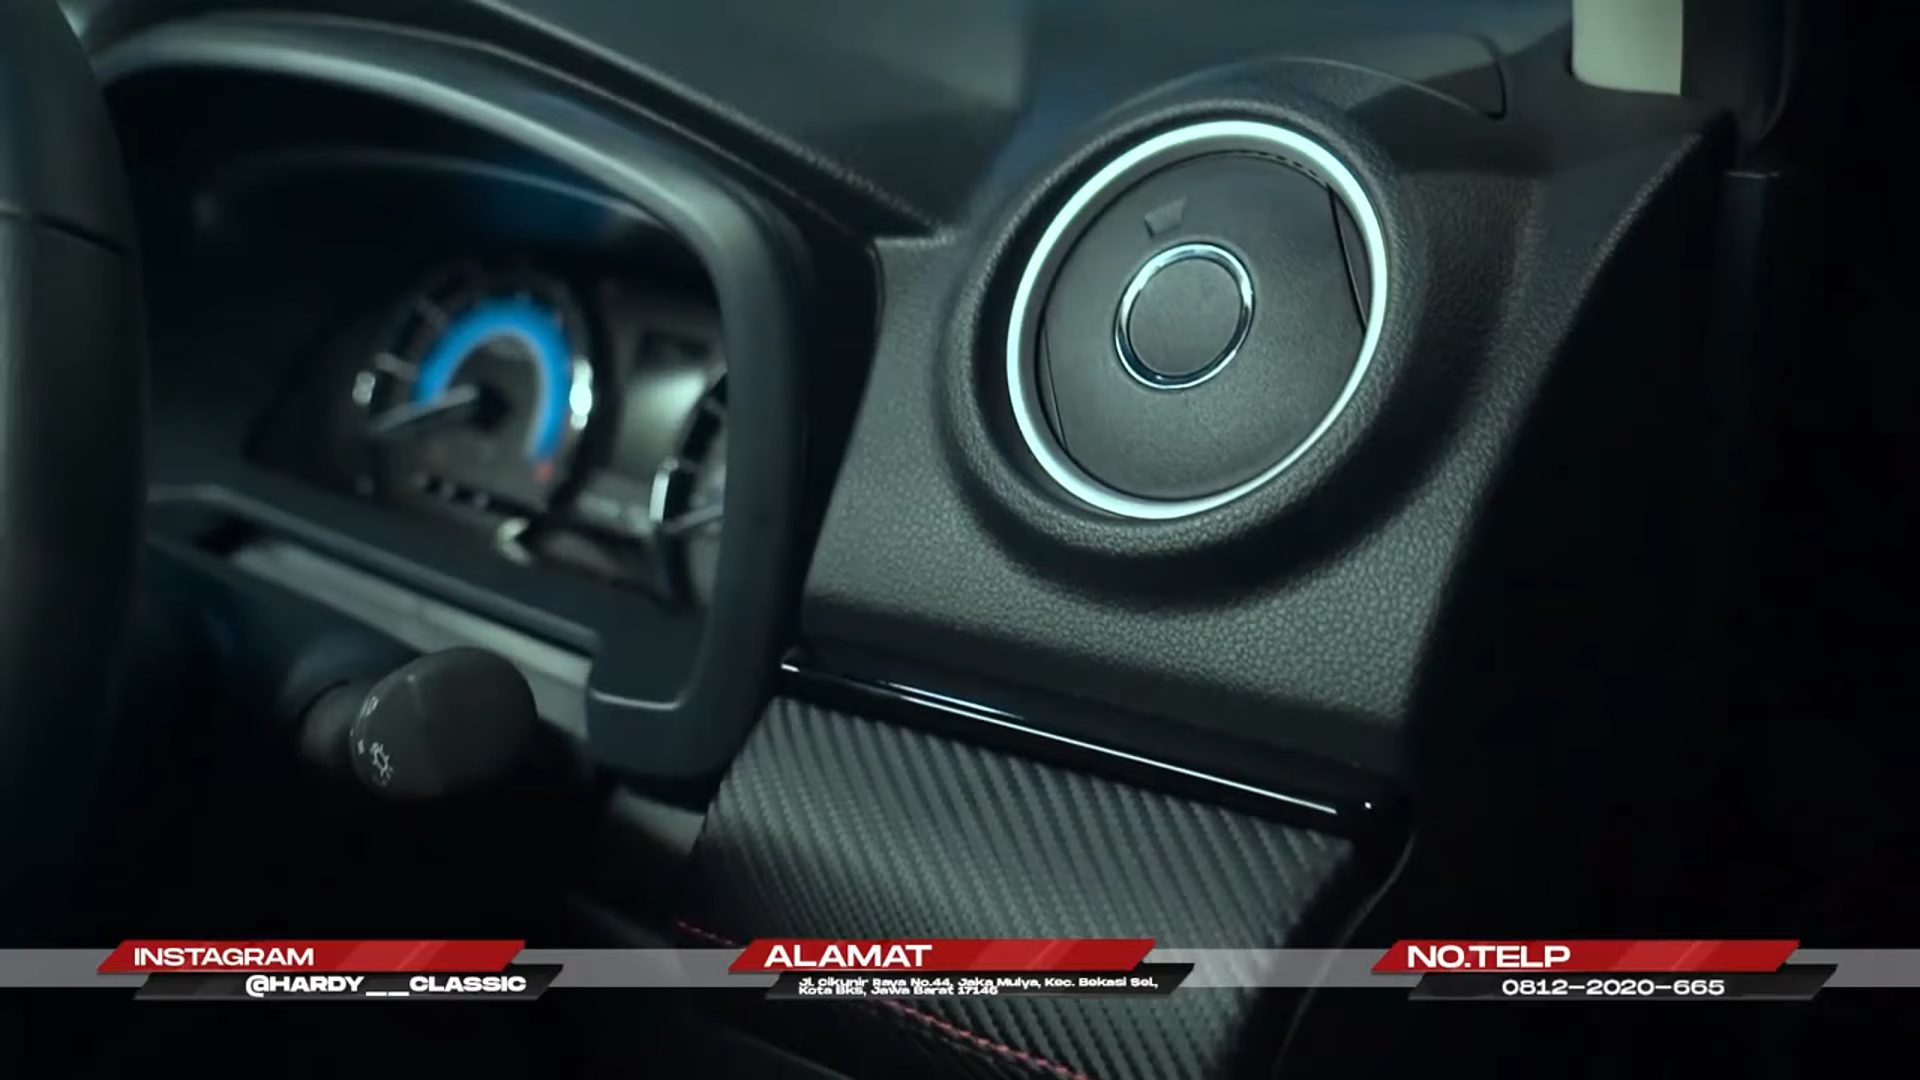 INSTAGRAM
@HARDY__CLASSIC
ALAMAT
Jl. Cikunir Raya No.44, Jaka Mulya, Kec. Bekasi Sel.,
Kota Bks, Jawa Barat 17146
NO.TELP
0812-2020-665